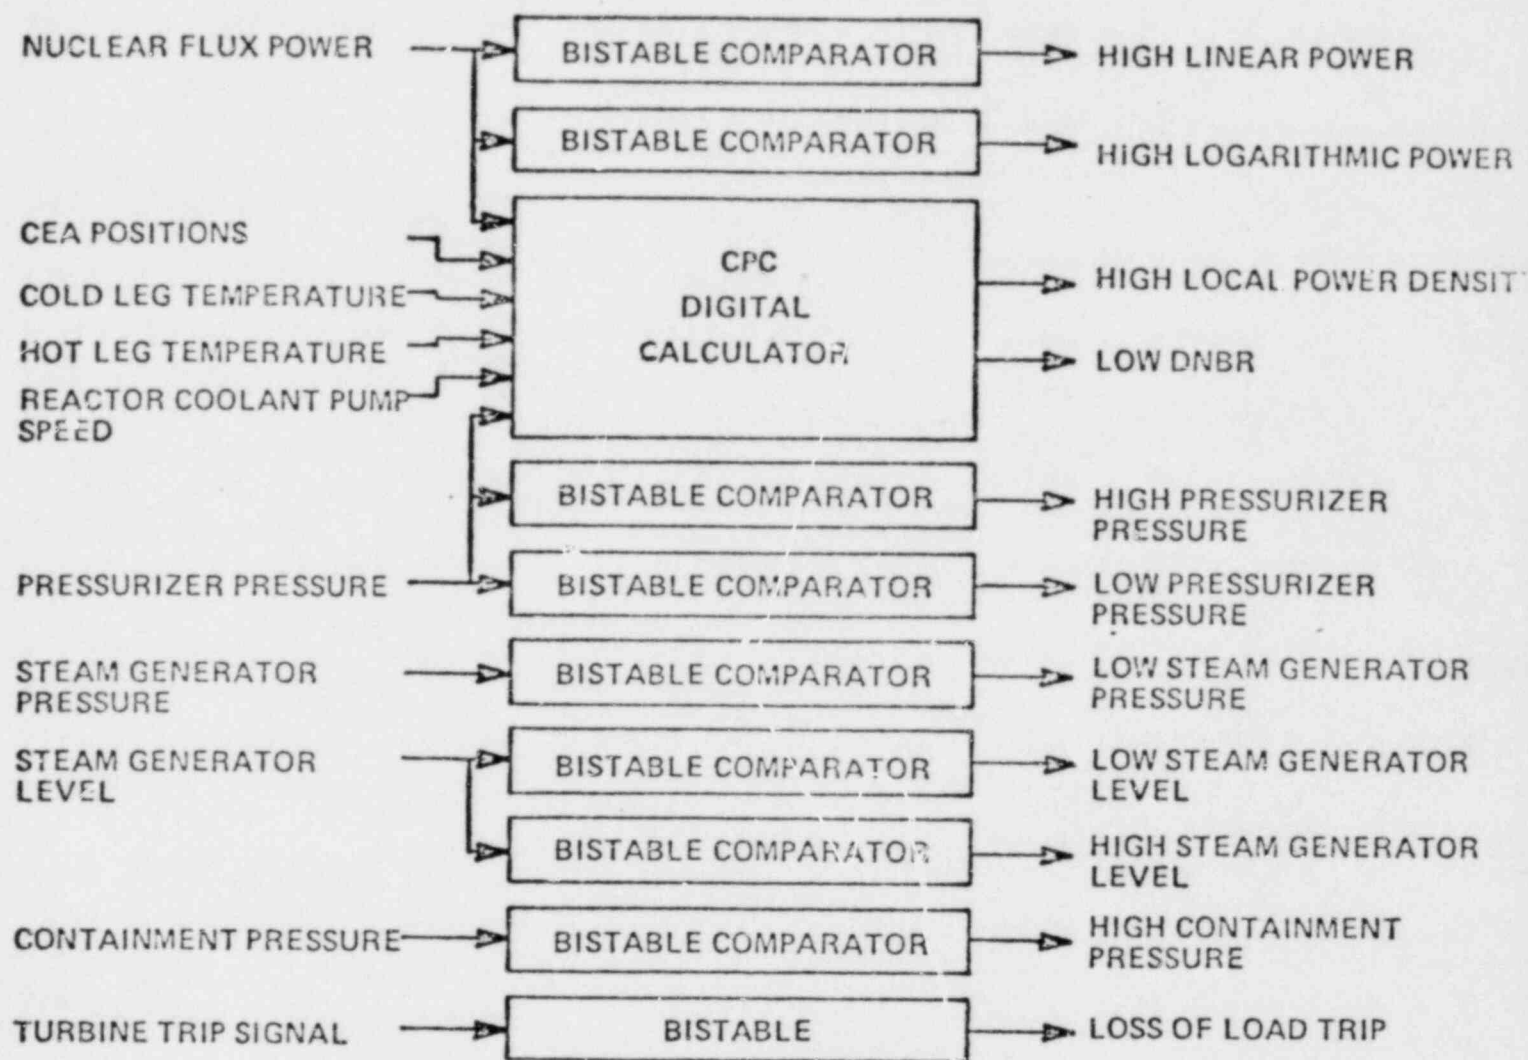 NUCLEAR FLUX POWER
BISTABLE COMPARATOR
HIGH LINEAR POWER
BISTABLE COMPARATOR
HIGH LOGARITHMIC POWER
CEA POSITIONS
COLD LEG TEMPERATURE
HOT LEG TEMPERATURE
REACTOR COOLANT PUMP
SPEED
CPC
DIGITAL
CALCULATOR
HIGH LOCAL POWER DENSIT
LOW DNBR
BISTABLE COMPARATOR
HIGH PRESSURIZER
PRESSURE
PRESSURIZER PRESSURE
BISTABLE COMPARATOR
LOW PRESSURIZER
PRESSURE
STEAM GENERATOR
PRESSURE
BISTABLE COMPARATOR
LOW STEAM GENERATOR
PRESSURE
STEAM GENERATOR
LEVEL
BISTABLE COMPARATOR
LOW STEAM GENERATOR
LEVEL
BISTABLE COMPARATOR
HIGH STEAM GENERATOR
LEVEL
CONTAINMENT PRESSURE
BISTABLE COMPARATOR
HIGH CONTAINMENT
PRESSURE
TURBINE TRIP SIGNAL
BISTABLE
LOSS OF LOAD TRIP